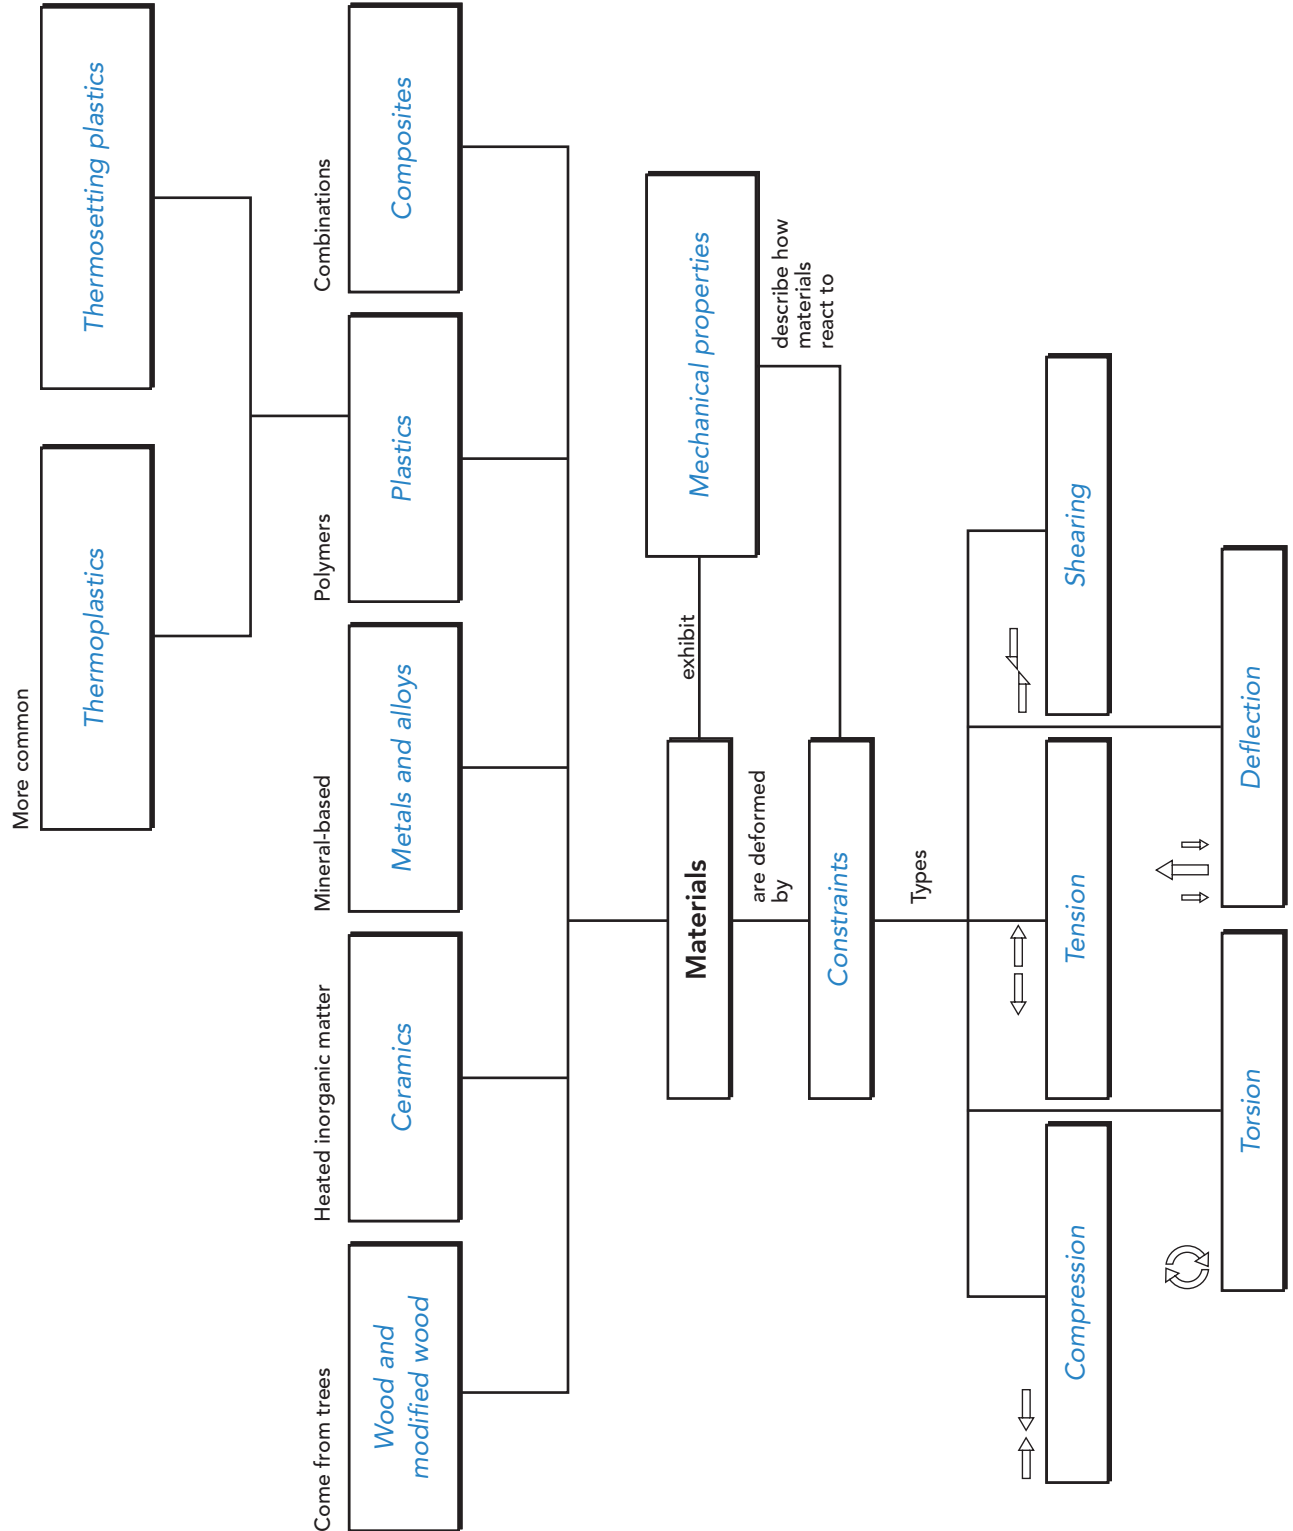 More common
Thermoplastics
Thermosetting plastics
Come from trees
Wood and
modified wood
Heated inorganic matter
Ceramics
Mineral-based
Metals and alloys
Polymers
Plastics
Combinations
Composites
Materials
exhibit
Mechanical properties
are deformed
by
describe how
materials
react to
Constraints
Types
Compression
Tension
Shearing
Torsion
Deflection